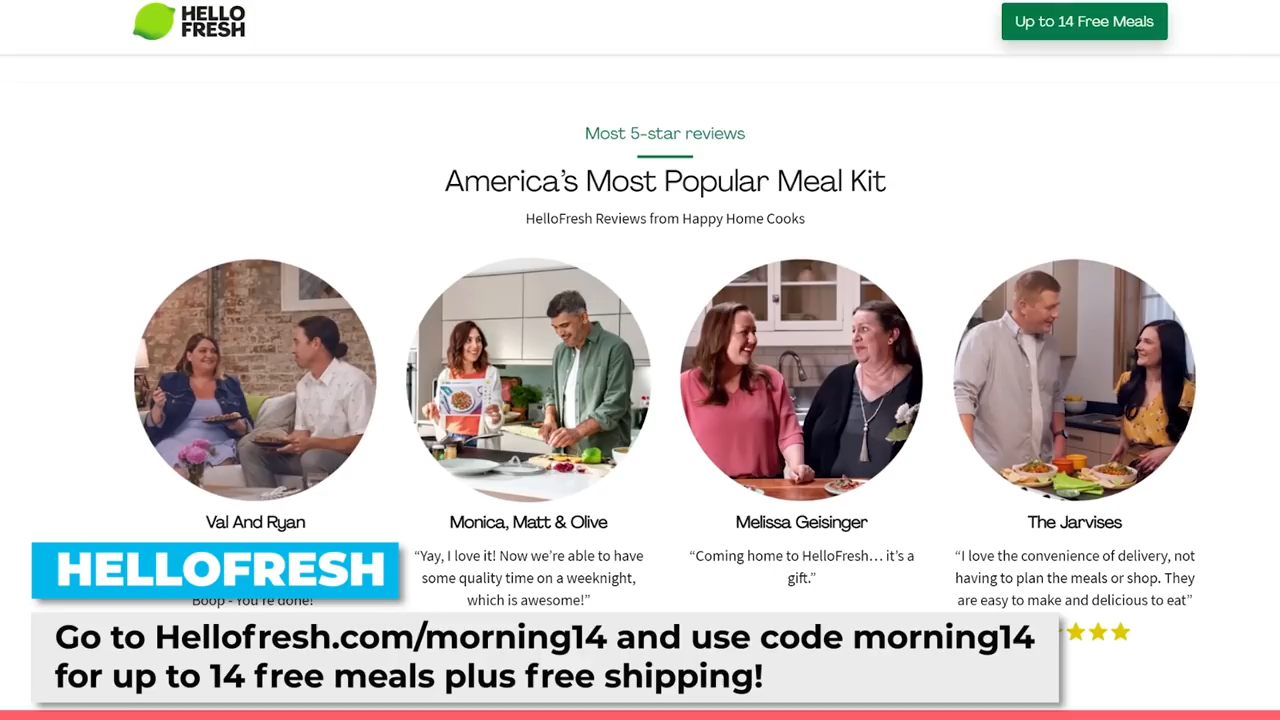 HELLO
FRESH
Up to 14 Free Meals
Most 5-star reviews
America's Most Popular Meal Kit
HelloFresh Reviews from Happy Home Cooks
Val And Ryan
Monica, Matt & Olive
Melissa Geisinger
The Jarvises
"Yay, I love it! Now we're able to have
some quality time on a weeknight,
which is awesome!"
"Coming home to HelloFresh… it's a
gift."
"I love the convenience of delivery, not
having to plan the meals or shop. They
are easy to make and delicious to eat"
HELLOFRESH
Boop - You're done!
Go to Hellofresh.com/morning14 and use code morning14
for up to 14 free meals plus free shipping!